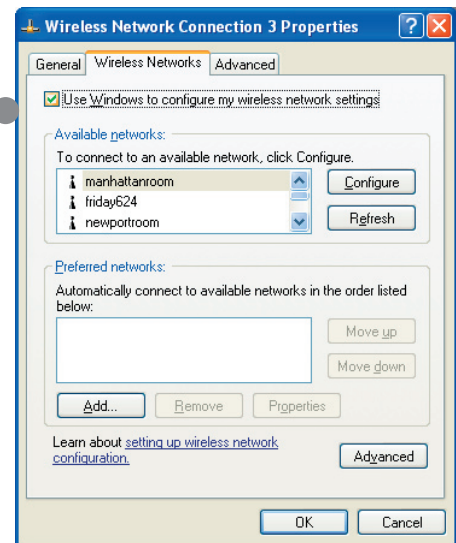 Wireless Network Connection 3 Properties
General Wireless Networks Advanced
Use Windows to configure my wireless network settings
Available networks:
To connect to an available network, click Configure.
manhattanroom
friday624
newportroom
Configure
Refresh
Preferred networks:
Automatically connect to available networks in the order listed
below:
Move up
Move down
Add... Remove Properties
Learn about setting up wireless network
configuration.
Advanced
OK Cancel